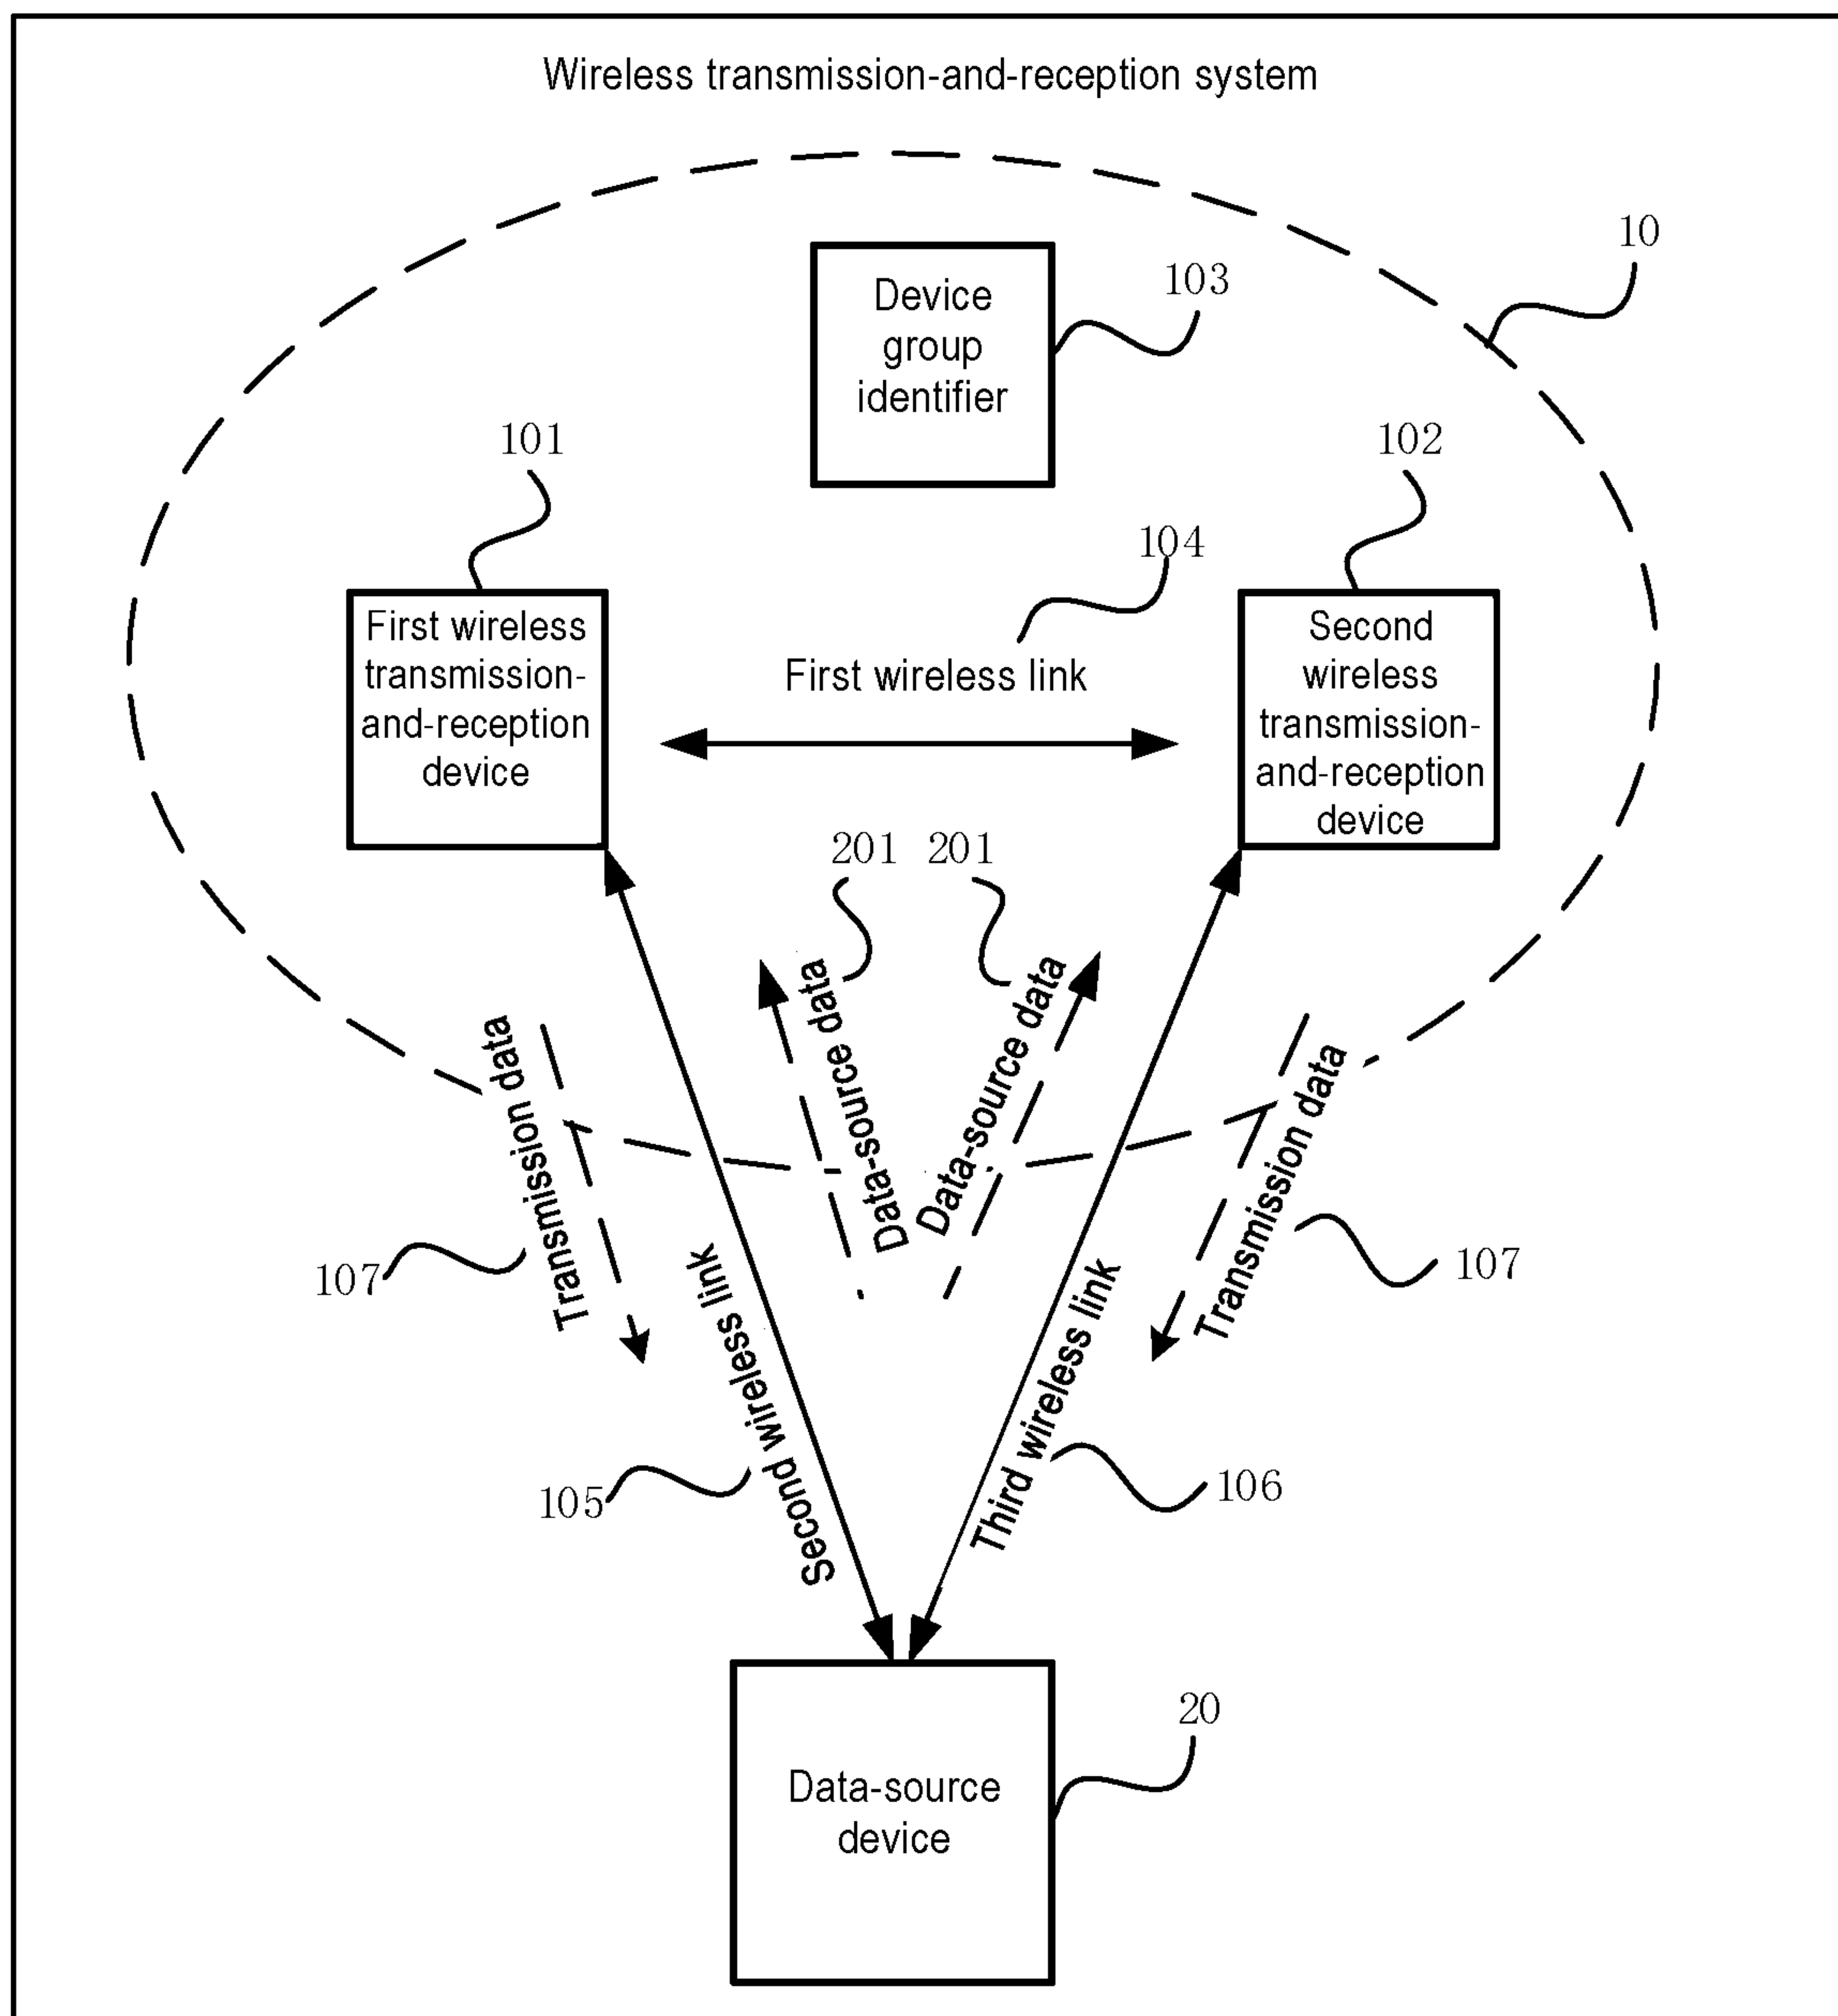 Wireless transmission-and-reception system
10
103
Device
group
identifier
101
102
104
First wireless
transmission-
and-reception
device
First wireless link
Second
wireless
transmission-
and-reception
device
201
201
Data-source data
Data-source data
Transmission data
Transmission data
107
107
Second wireless link
Third wireless link
105
106
20
Data-source
device